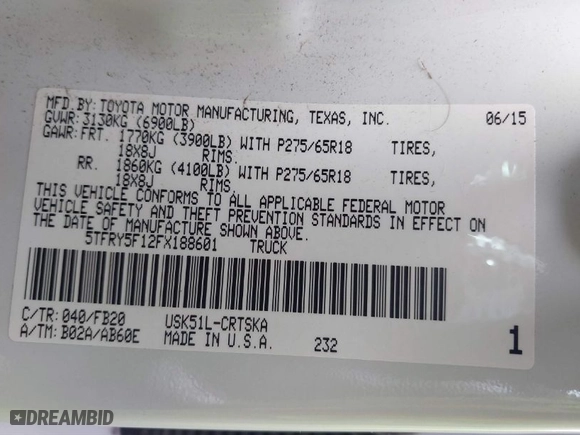 MFD.BY:TOYOTA MOTOR MANUFACTURING, TEXAS, INC. 06/15
GVWR:3130KG (6900LB)
GAWR:FRT. 1770KG (3900LB) WITH P275/65R18 TIRES,
18X8J RIMS.
RR. 1860KG (4100LB) WITH P275/65R18 TIRES,
18X8J RIMS.
THIS VEHICLE CONFORMS TO ALL APPLICABLE FEDERAL MOTOR
VEHICLE SAFETY AND THEFT PREVENTION STANDARDS IN EFFECT ON
THE DATE OF MANUFACTURE SHOWN ABOVE.
5TFRY5F12FX188601 TRUCK
C/TR:040/FB20 USK51L-CRTSKA
A/TM:B02A/AB60E MADE IN U.S.A. 232 1
DREAMBID